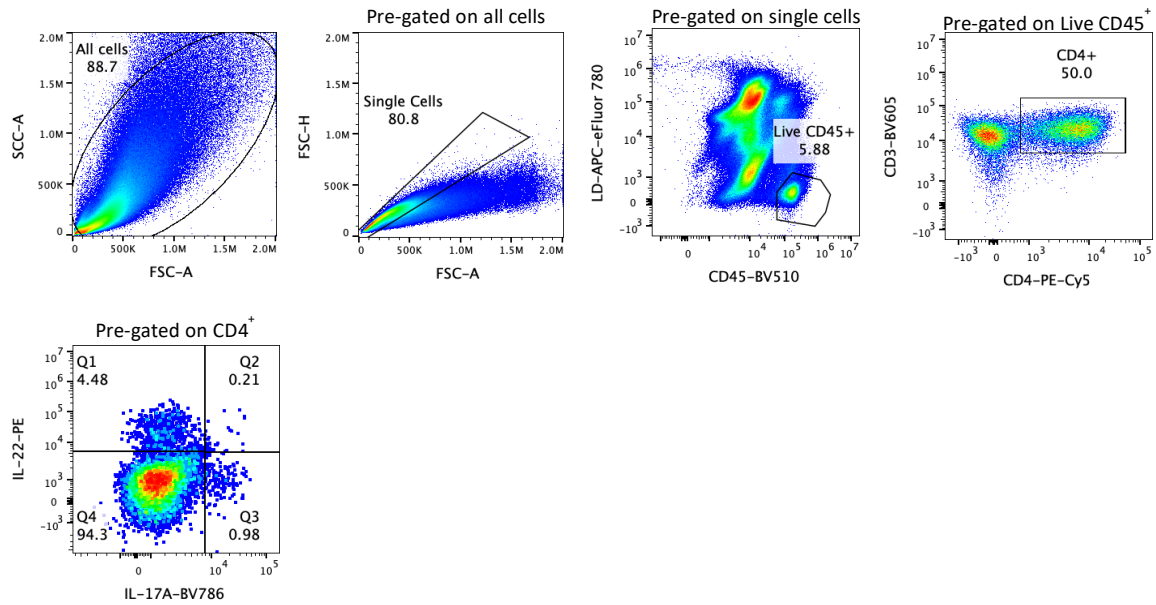 Pre-gated on all cells
Pre-gated on single cells
Pre-gated on Live CD45+
2.0M
1.5M
1.0M
500K
0
SCC-A
All cells
88.7
0
500K
1.0M
1.5M
2.0M
FSC-A
2.0M
1.5M
1.0M
500K
0
FSC-H
Single Cells
80.8
0
500K
1.0M
1.5M
2.0M
FSC-A
10^7
10^6
10^5
10^4
10^3
0
-10^3
LD-APC-eFluor 780
Live CD45+
5.88
0
10^4
10^5
10^6
10^7
CD45-BV510
10^7
10^6
10^5
10^4
10^3
0
-10^3
CD3-BV605
CD4+
50.0
-10^3
0
10^3
10^4
10^5
CD4-PE-Cy5
Pre-gated on CD4+
10^7
10^6
10^5
10^4
10^3
0
-10^3
IL-22-PE
Q1
4.48
Q2
0.21
Q4
94.3
Q3
0.98
0
10^4
10^5
IL-17A-BV786